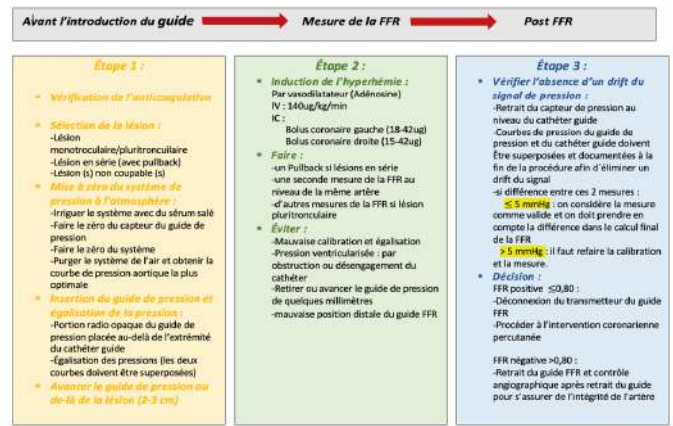 Avant l'introduction du guide
Mesure de la FFR
Post FFR
Étape 1 :
Vérification de l'anticoagulation
Sélection de la lésion :
-Lésion
monotroculaire/pluritronculaire
-Lésion en série (avec pullback)
-Lésion (s) non coupable (s)
Mise à zéro du système de
pression à l'atmosphère :
-Irriguer le système avec du sérum salé
-Faire le zéro du capteur du guide de
pression
-Faire le zéro du système
-Purger le système de l'air et obtenir la
courbe de pression aortique la plus
optimale
Insertion du guide de pression et
égalisation de la pression :
-Portion radio opaque du guide de
pression placée au-delà de l'extrémité
du cathéter guide
-Égalisation des pressions (les deux
courbes doivent être superposées)
Avancer le guide de pression au
de-là de la lésion (2-3 cm)
Étape 2 :
Induction de l'hyperhémie :
Par vasodilatateur (Adénosine)
IV : 140ug/kg/min
IC :
Bolus coronaire gauche (18-42ug)
Bolus coronaire droite (15-42ug)
Faire :
-un Pullback si lésions en série
-une seconde mesure de la FFR au
niveau de la même artère
-d'autres mesures de la FFR si lésion
pluritronculaire
Éviter :
-Mauvaise calibration et égalisation
-Pression ventricularisée : par
obstruction ou désengagement du
cathéter
-Retirer ou avancer le guide de pression
de quelques millimètres
-mauvaise position distale du guide FFR
Étape 3 :
Vérifier l'absence d'un drift du
signal de pression :
-Retrait du capteur de pression au
niveau du cathéter guide
-Courbes de pression du guide de
pression et du cathéter guide doivent
Être superposées et documentées à la
fin de la procédure afin d'éliminer un
drift du signal
-si différence entre ces 2 mesures :
≤ 5 mmHg : on considère la mesure
comme valide et on doit prendre en
compte la différence dans le calcul final
de la FFR
> 5 mmHg : il faut refaire la calibration
et la mesure.
Décision :
FFR positive ≤0,80 :
-Déconnexion du transmetteur du guide
FFR
-Procéder à l'intervention coronarienne
percutanée
FFR négative >0,80 :
-Retrait du guide FFR et contrôle
angiographique après retrait du guide
pour s'assurer de l'intégrité de l'artère